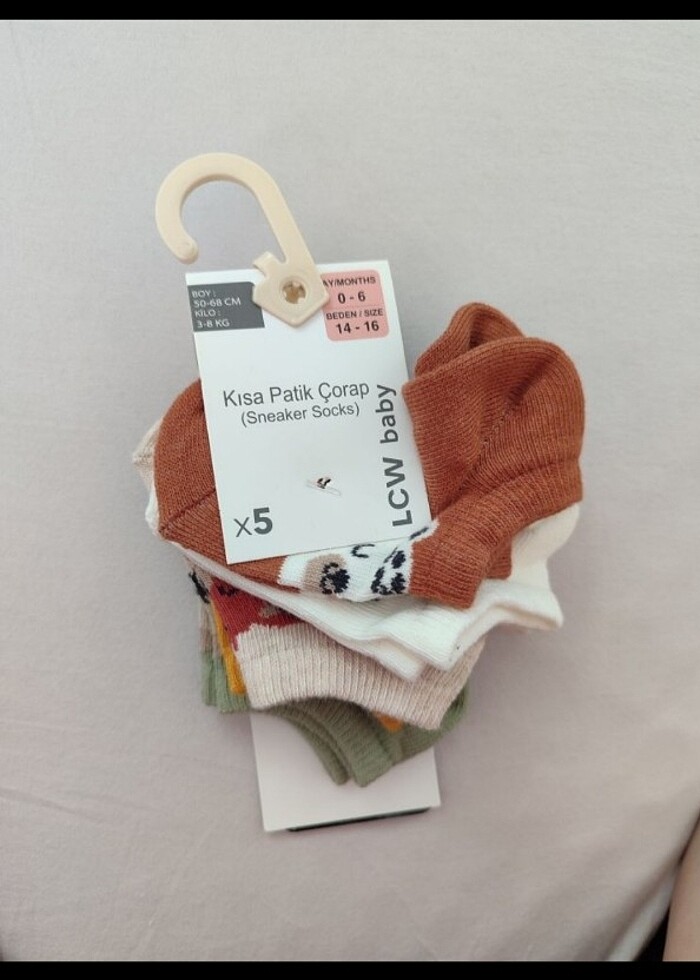 BOY :
50-68 CM
KİLO :
3-8 KG
AY/MONTHS
0 - 6
BEDEN / SIZE
14 - 16
Kısa Patik Çorap
(Sneaker Socks)
LCW baby
x5